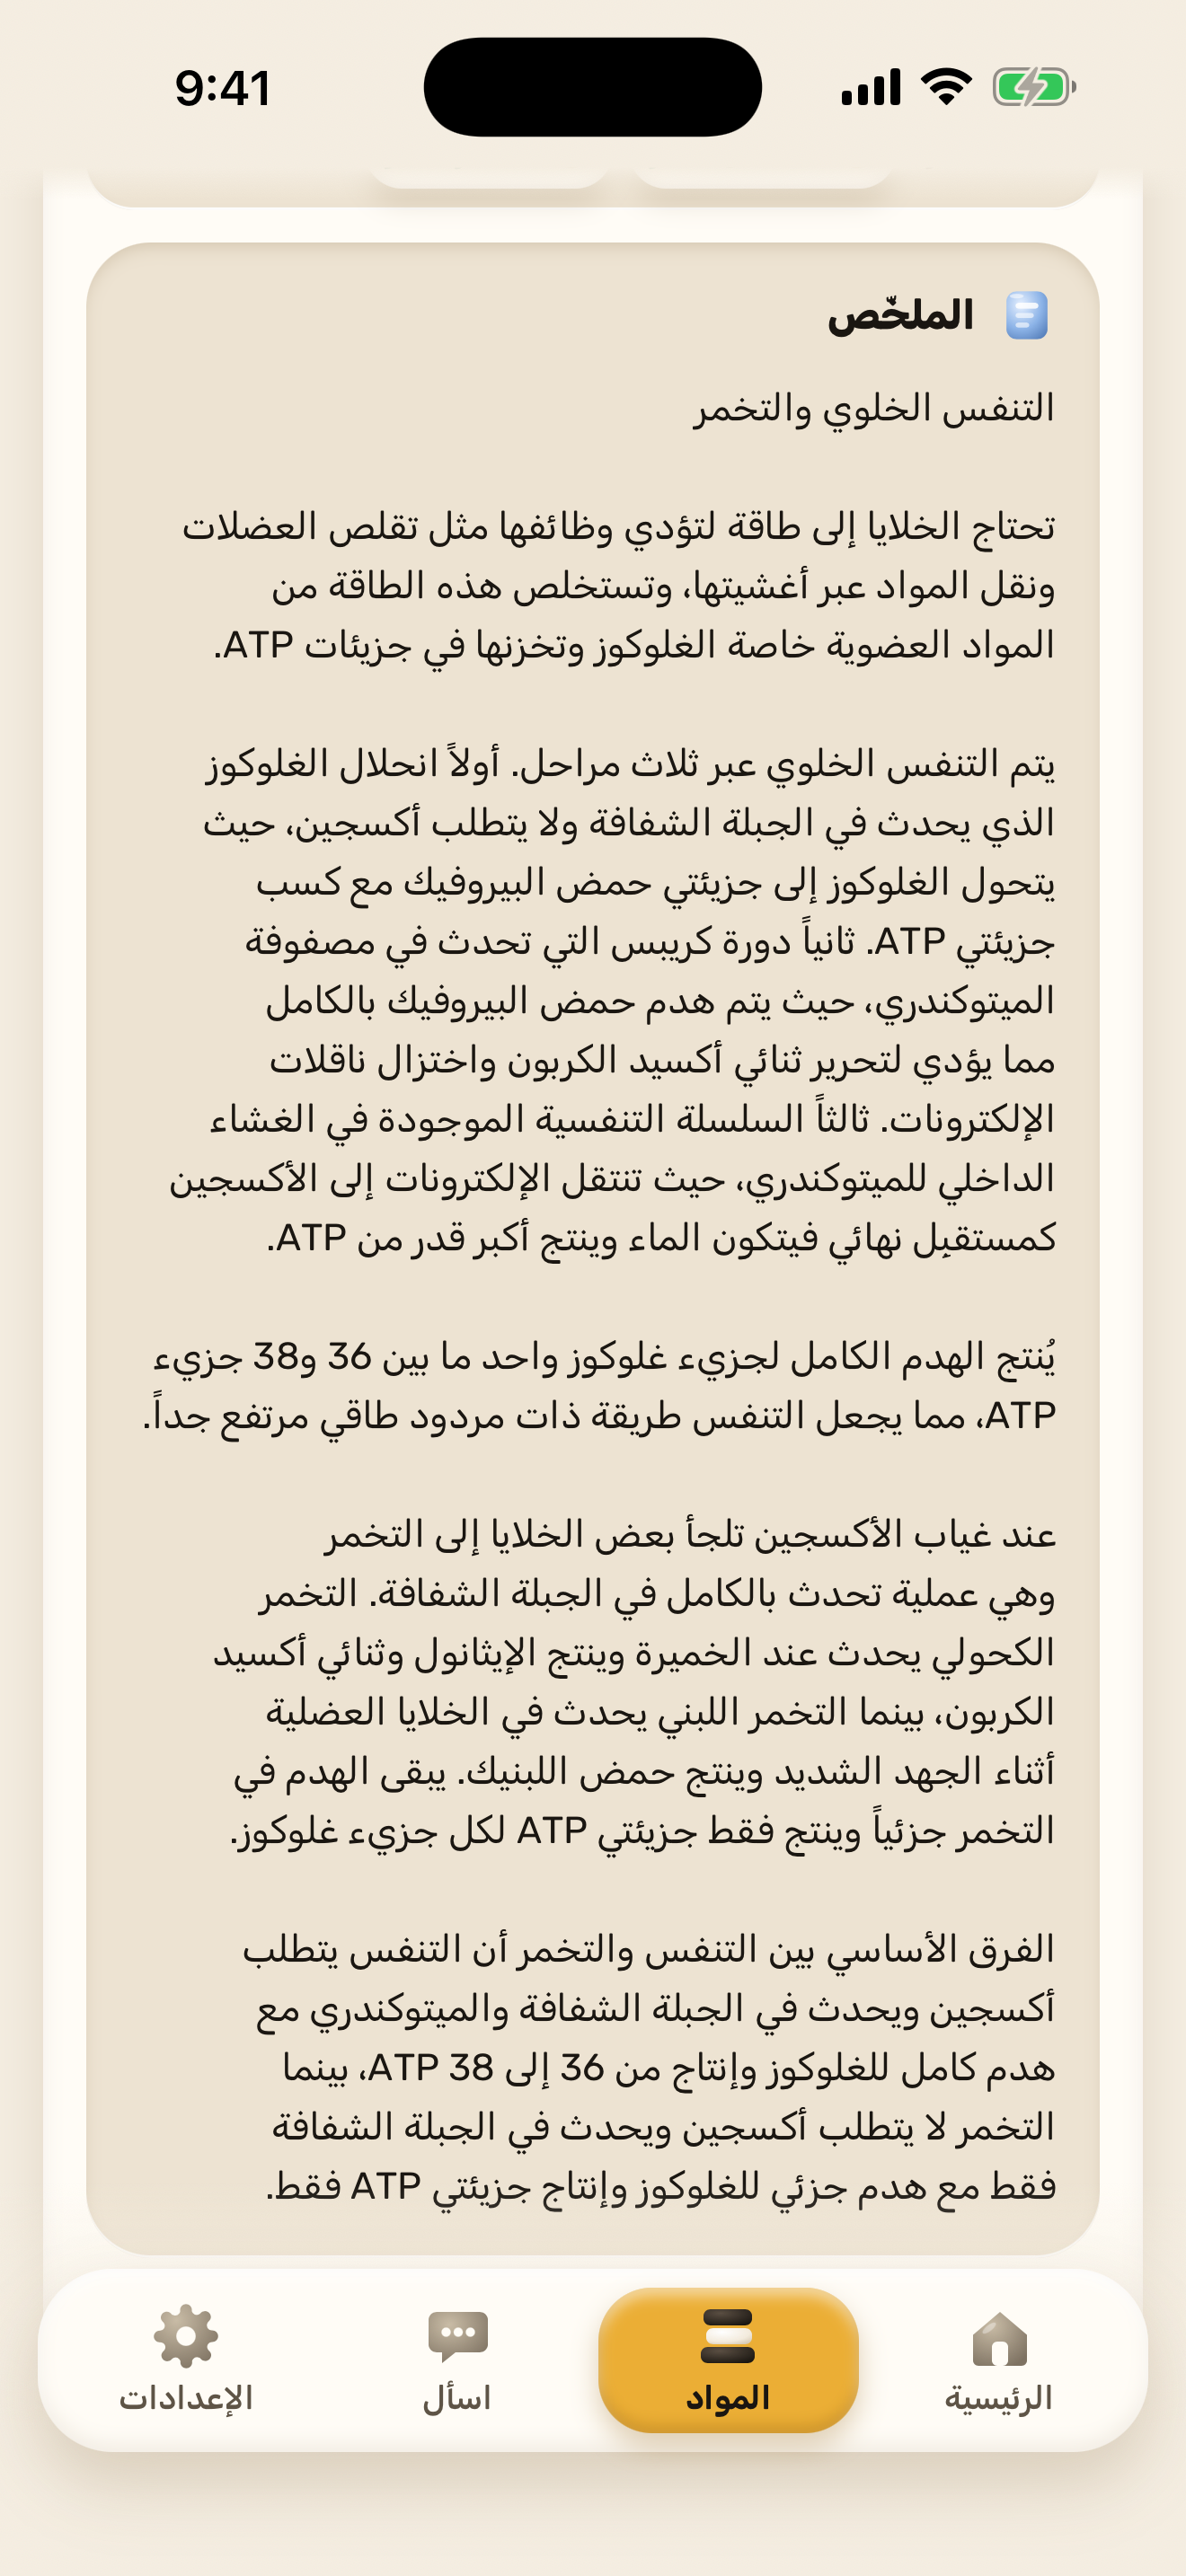 9:41
الملخّص
التنفس الخلوي والتخمر
تحتاج الخلايا إلى طاقة لتؤدي وظائفها مثل تقلص العضلات
ونقل المواد عبر أغشيتها، وتستخلص هذه الطاقة من
المواد العضوية خاصة الغلوكوز وتخزنها في جزيئات ATP.
يتم التنفس الخلوي عبر ثلاث مراحل. أولاً انحلال الغلوكوز
الذي يحدث في الجبلة الشفافة ولا يتطلب أكسجين، حيث
يتحول الغلوكوز إلى جزيئتي حمض البيروفيك مع كسب
جزيئتي ATP. ثانياً دورة كريبس التي تحدث في مصفوفة
الميتوكندري، حيث يتم هدم حمض البيروفيك بالكامل
مما يؤدي لتحرير ثنائي أكسيد الكربون واختزال ناقلات
الإلكترونات. ثالثاً السلسلة التنفسية الموجودة في الغشاء
الداخلي للميتوكندري، حيث تنتقل الإلكترونات إلى الأكسجين
كمستقبِل نهائي فيتكون الماء وينتج أكبر قدر من ATP.
يُنتج الهدم الكامل لجزيء غلوكوز واحد ما بين 36 و38 جزيء
ATP، مما يجعل التنفس طريقة ذات مردود طاقي مرتفع جداً.
عند غياب الأكسجين تلجأ بعض الخلايا إلى التخمر
وهي عملية تحدث بالكامل في الجبلة الشفافة. التخمر
الكحولي يحدث عند الخميرة وينتج الإيثانول وثنائي أكسيد
الكربون، بينما التخمر اللبني يحدث في الخلايا العضلية
أثناء الجهد الشديد وينتج حمض اللبنيك. يبقى الهدم في
التخمر جزئياً وينتج فقط جزيئتي ATP لكل جزيء غلوكوز.
الفرق الأساسي بين التنفس والتخمر أن التنفس يتطلب
أكسجين ويحدث في الجبلة الشفافة والميتوكندري مع
هدم كامل للغلوكوز وإنتاج من 36 إلى 38 ATP، بينما
التخمر لا يتطلب أكسجين ويحدث في الجبلة الشفافة
فقط مع هدم جزئي للغلوكوز وإنتاج جزيئتي ATP فقط.
الرئيسية
المواد
اسأل
الإعدادات